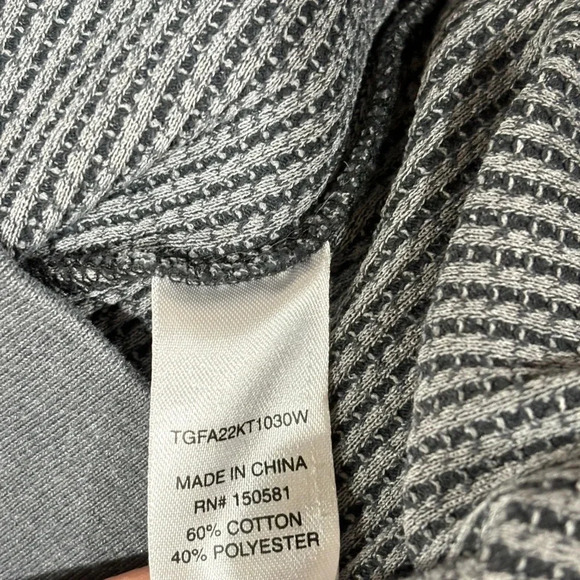 TGFA22KT1030W
MADE IN CHINA
RN# 150581
60% COTTON
40% POLYESTER